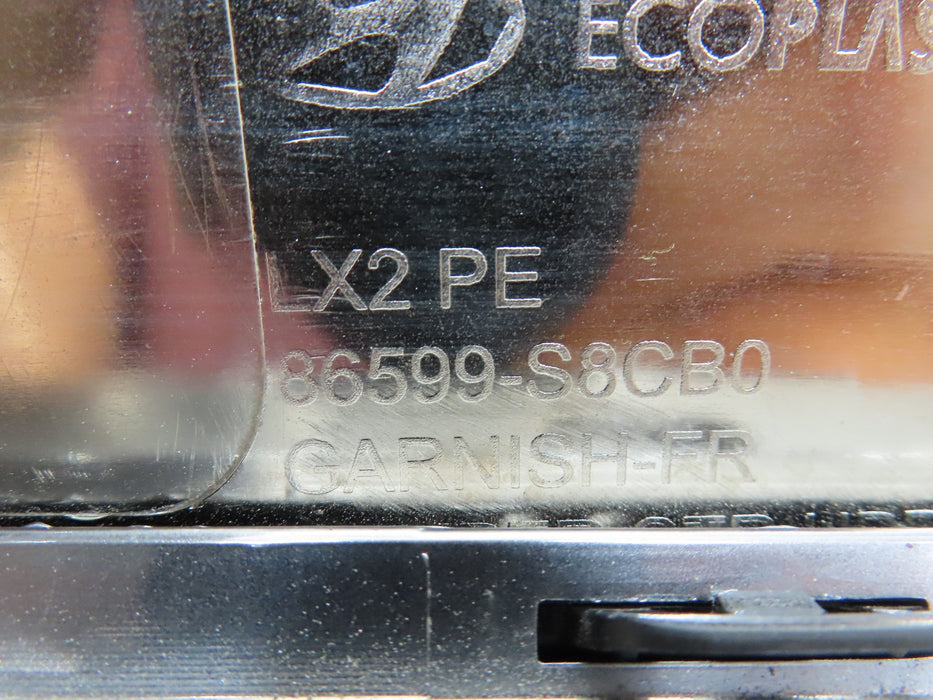 ECOPLAS
LX2 PE
86599-S8CB0
GARNISH-FR